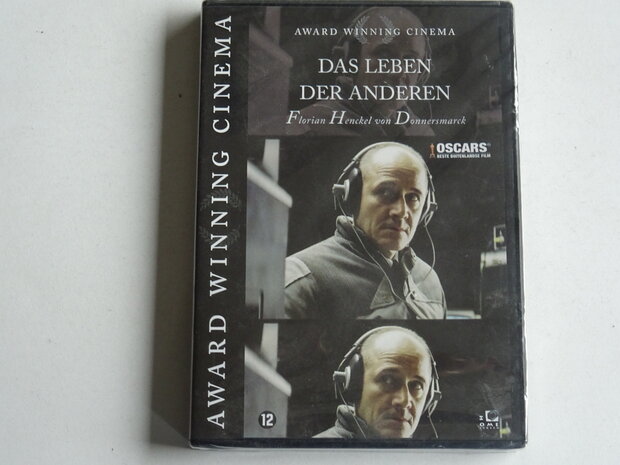 AWARD WINNING CINEMA
AWARD WINNING CINEMA
DAS LEBEN
DER ANDEREN
Florian Henckel von Donnersmarck
OSCARS
BESTE BUITENLANDSE FILM
12